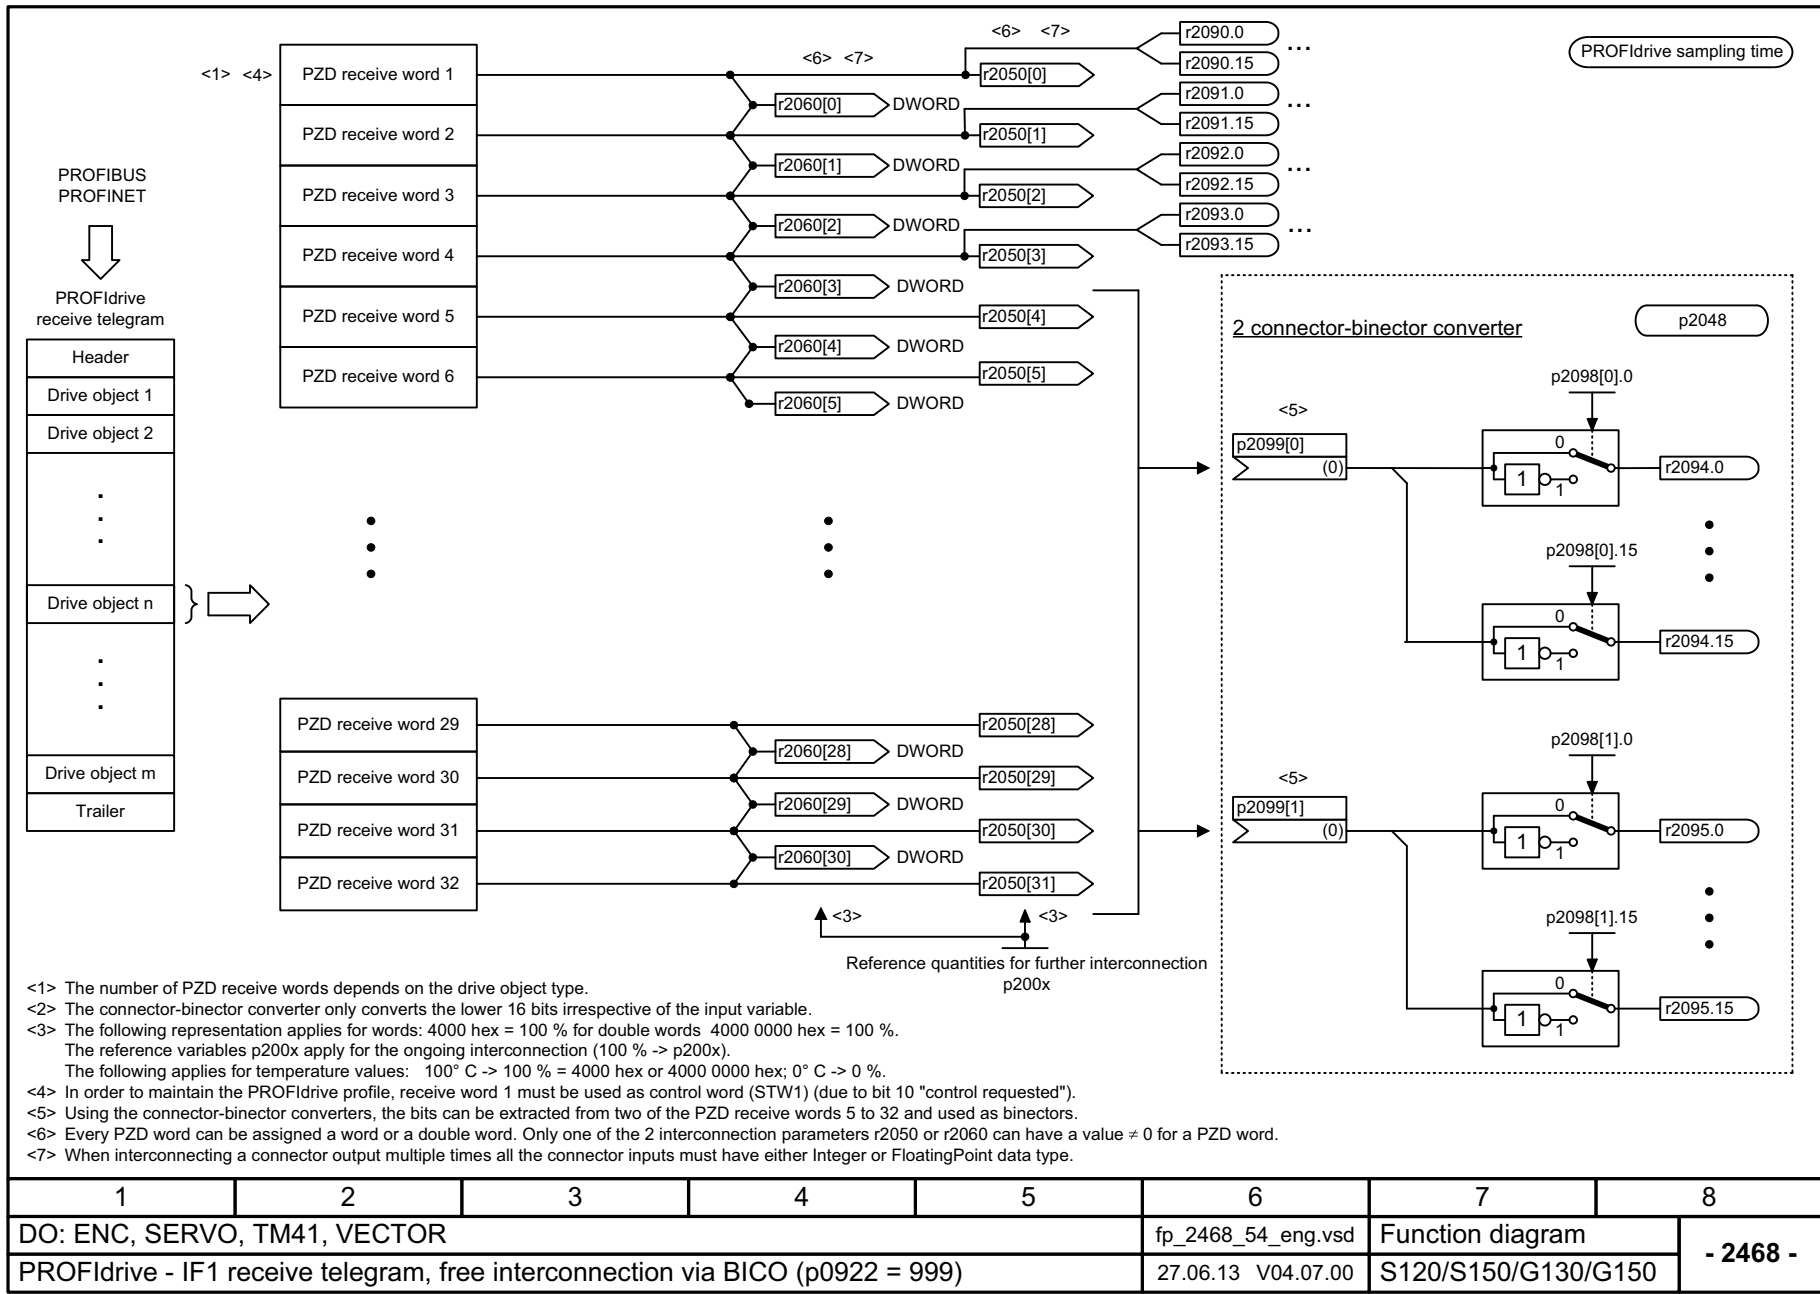 <6> <7>
r2090.0
...
PROFIdrive sampling time
<1> <4>
PZD receive word 1
<6> <7>
r2050[0]
r2090.15
r2060[0] DWORD
r2091.0
...
PZD receive word 2
r2050[1]
r2091.15
r2060[1] DWORD
r2092.0
...
PROFIBUS
PROFINET
PZD receive word 3
r2050[2]
r2092.15
r2060[2] DWORD
r2093.0
...
PZD receive word 4
r2050[3]
r2093.15
r2060[3] DWORD
PROFIdrive
receive telegram
PZD receive word 5
r2050[4]
r2060[4] DWORD
PZD receive word 6
r2050[5]
r2060[5] DWORD
Header
Drive object 1
Drive object 2
Drive object n
}
Drive object m
Trailer
2 connector-binector converter
p2048
p2098[0].0
<5>
p2099[0]
(0)
0
1
1
r2094.0
p2098[0].15
0
1
1
r2094.15
PZD receive word 29
r2050[28]
r2060[28] DWORD
PZD receive word 30
r2050[29]
r2060[29] DWORD
PZD receive word 31
r2050[30]
r2060[30] DWORD
PZD receive word 32
r2050[31]
p2098[1].0
<5>
p2099[1]
(0)
0
1
1
r2095.0
p2098[1].15
0
1
1
r2095.15
<3>
<3>
Reference quantities for further interconnection
p200x
<1> The number of PZD receive words depends on the drive object type.
<2> The connector-binector converter only converts the lower 16 bits irrespective of the input variable.
<3> The following representation applies for words: 4000 hex = 100 % for double words 4000 0000 hex = 100 %.
The reference variables p200x apply for the ongoing interconnection (100 % -> p200x).
The following applies for temperature values: 100° C -> 100 % = 4000 hex or 4000 0000 hex; 0° C -> 0 %.
<4> In order to maintain the PROFIdrive profile, receive word 1 must be used as control word (STW1) (due to bit 10 "control requested").
<5> Using the connector-binector converters, the bits can be extracted from two of the PZD receive words 5 to 32 and used as binectors.
<6> Every PZD word can be assigned a word or a double word. Only one of the 2 interconnection parameters r2050 or r2060 can have a value ≠ 0 for a PZD word.
<7> When interconnecting a connector output multiple times all the connector inputs must have either Integer or FloatingPoint data type.
1 2 3 4 5 6 7 8
DO: ENC, SERVO, TM41, VECTOR
fp_2468_54_eng.vsd
Function diagram
- 2468 -
PROFIdrive - IF1 receive telegram, free interconnection via BICO (p0922 = 999)
27.06.13 V04.07.00
S120/S150/G130/G150